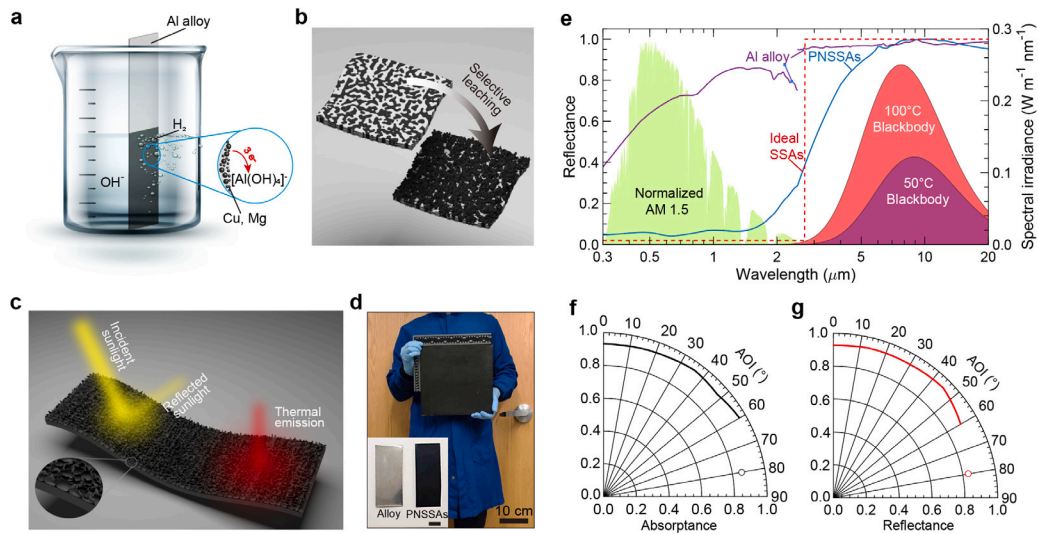 a
Al alloy
H₂
3e⁻
OH⁻
[Al(OH)₄]⁻
Cu, Mg
b
Selective
leaching
c
Incident
sunlight
Reflected
sunlight
Thermal
emission
d
Alloy
PNSSAs
10 cm
e
Reflectance
1.0
0.8
0.6
0.4
0.2
0.0
Al alloy
PNSSAs
Ideal
SSAs
Normalized
AM 1.5
100°C
Blackbody
50°C
Blackbody
0.3
0.2
0.1
0
Spectral irradiance (W m⁻¹ nm⁻¹)
0.3 0.5 1 2 6 10 20
Wavelength (μm)
f
1.0
0.8
0.6
0.4
0.2
0.0
0 10 20 30 40 50 60 70 80 90
AOI (°)
0.0 0.2 0.4 0.6 0.8 1.0
Absorptance
g
1.0
0.8
0.6
0.4
0.2
0.0
0 10 20 30 40 50 60 70 80 90
AOI (°)
0.0 0.2 0.4 0.6 0.8 1.0
Reflectance